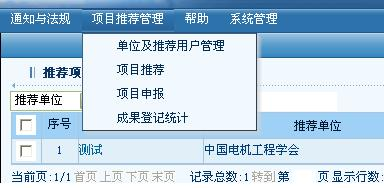 通知与法规 项目推荐管理 帮助 系统管理
单位及推荐用户管理
项目推荐
推荐项
项目申报
推荐单位
成果登记统计
序号 推荐单位
1 测试 中国电机工程学会
当前页:1/1 首页 上页 下页 末页 记录总数:1 转到 第 页 显示行数: